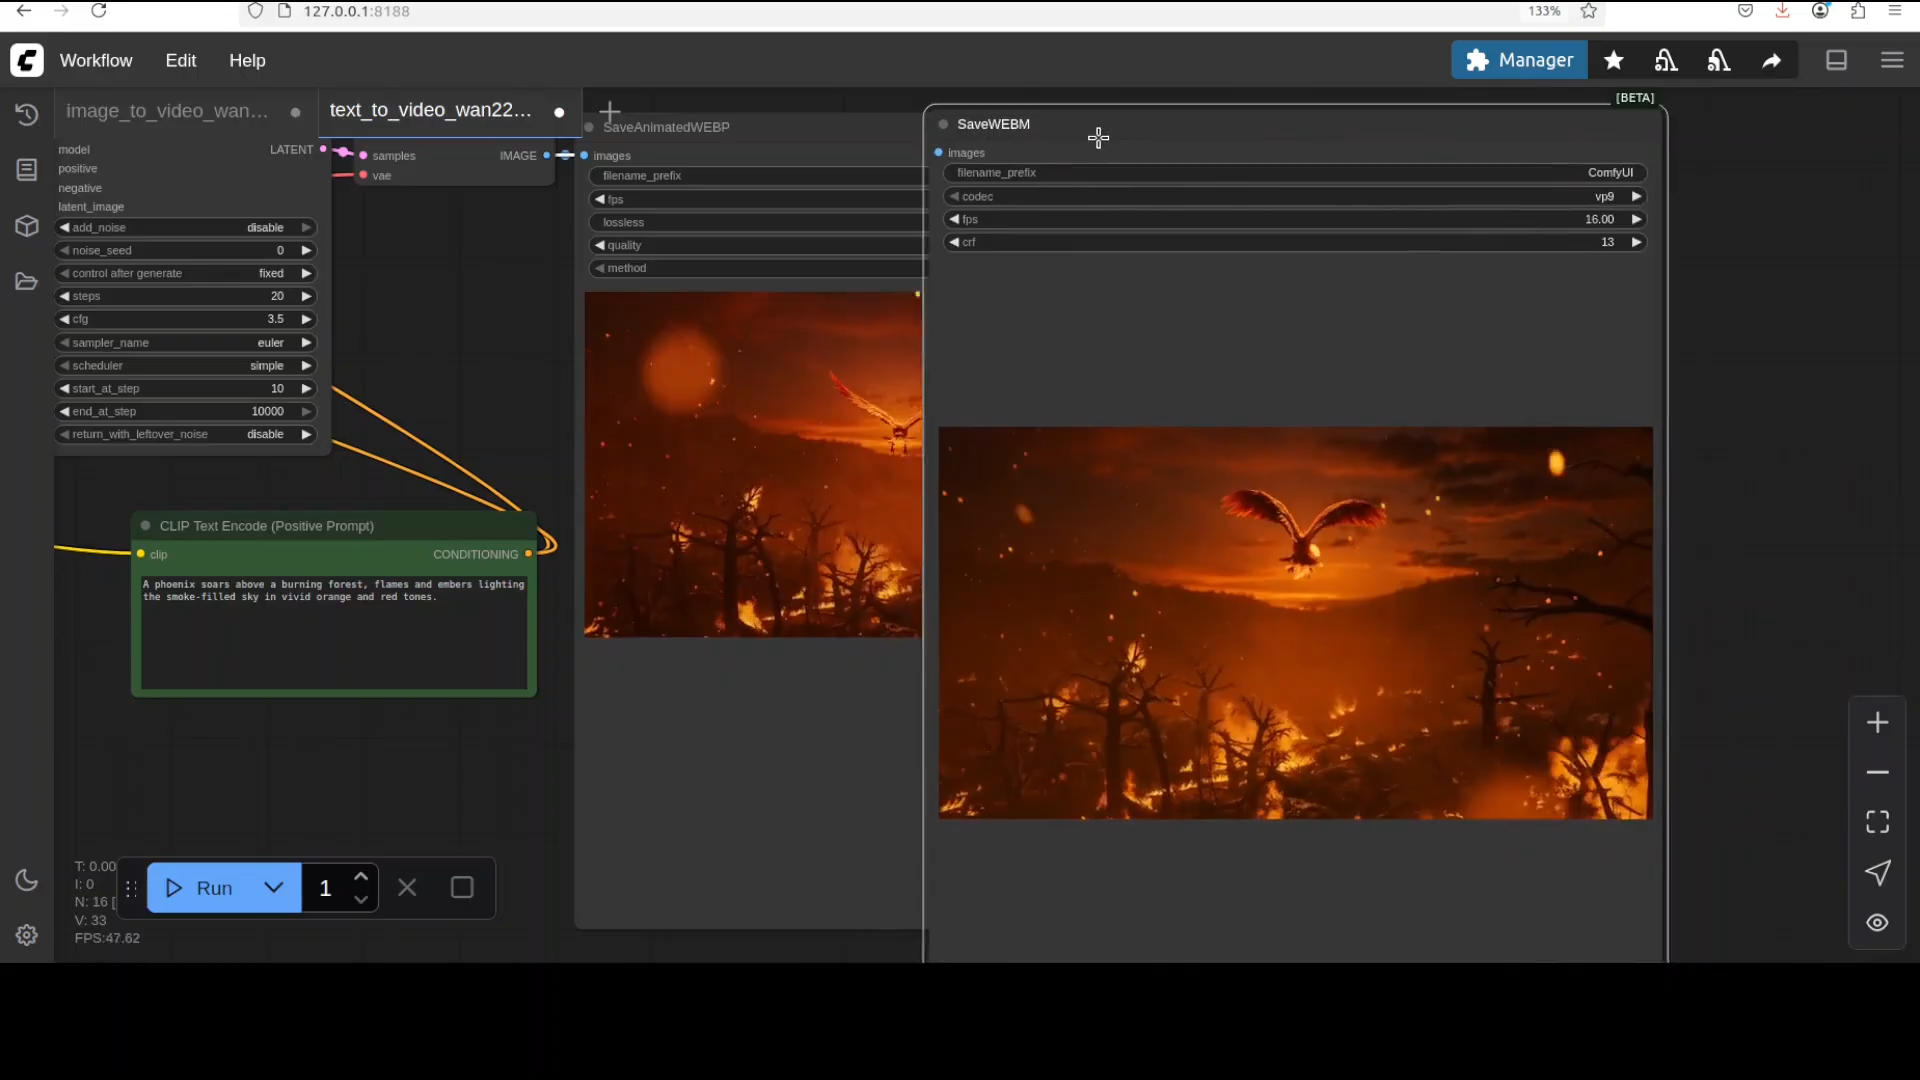 127.0.0.1:8188
133%
Workflow
Edit
Help
Manager
image_to_video_wan...
text_to_video_wan22...
[BETA]
model
LATENT
positive
negative
latent_image
add_noise
disable
noise_seed
0
control after generate
fixed
steps
20
cfg
3.5
sampler_name
euler
scheduler
simple
start_at_step
10
end_at_step
10000
return_with_leftover_noise
disable
samples
IMAGE
vae
SaveAnimatedWEBP
images
filename_prefix
fps
lossless
quality
method
SaveWEBM
images
filename_prefix
ComfyUI
codec
vp9
fps
16.00
crf
13
CLIP Text Encode (Positive Prompt)
clip
CONDITIONING
A phoenix soars above a burning forest, flames and embers lighting
the smoke-filled sky in vivid orange and red tones.
T: 0.00
I: 0
N: 16 [
V: 33
FPS:47.62
Run
1